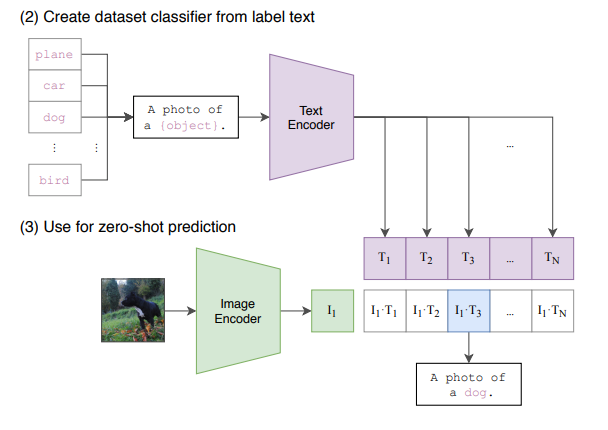 (2) Create dataset classifier from label text
plane
car
dog
⋮
⋮
bird
A photo of
a {object}.
Text
Encoder
...
(3) Use for zero-shot prediction
T₁ T₂ T₃ ... T_N
Image
Encoder
I₁
I₁·T₁ I₁·T₂ I₁·T₃ ... I₁·T_N
A photo of
a dog.